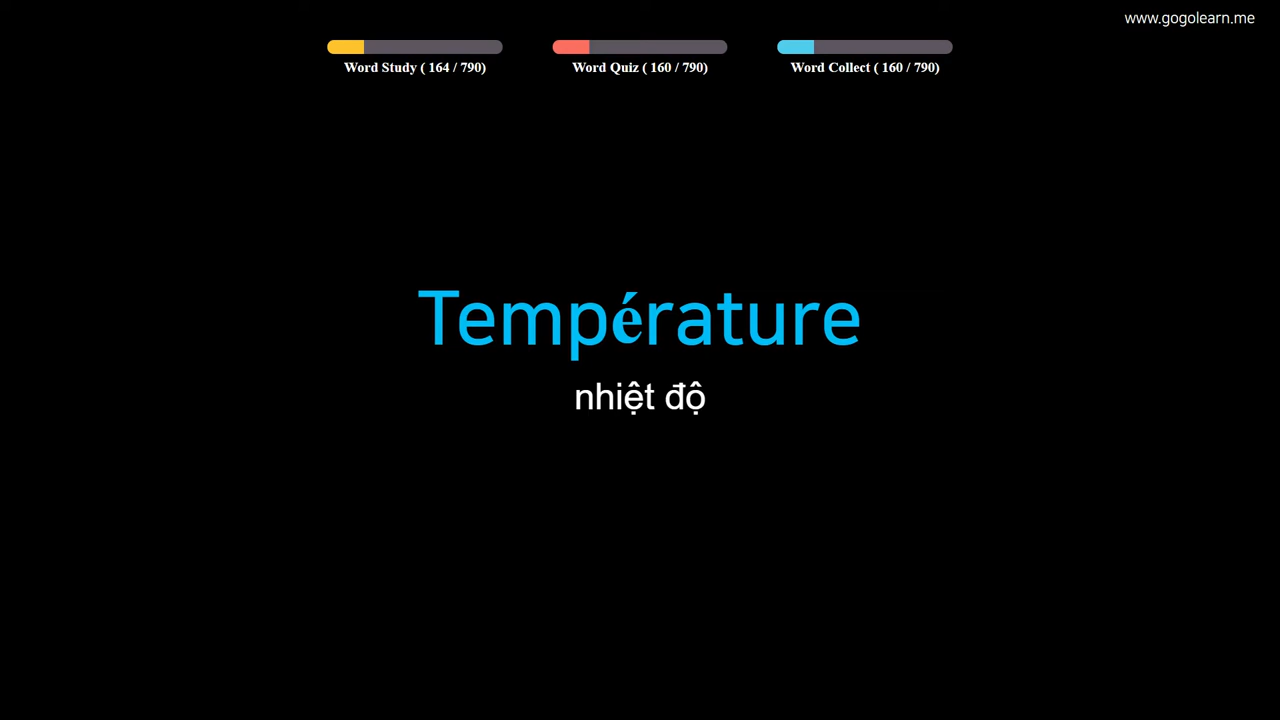 www.gogolearn.me
Word Study ( 164 / 790) Word Quiz ( 160 / 790) Word Collect ( 160 / 790)
Température
nhiệt độ